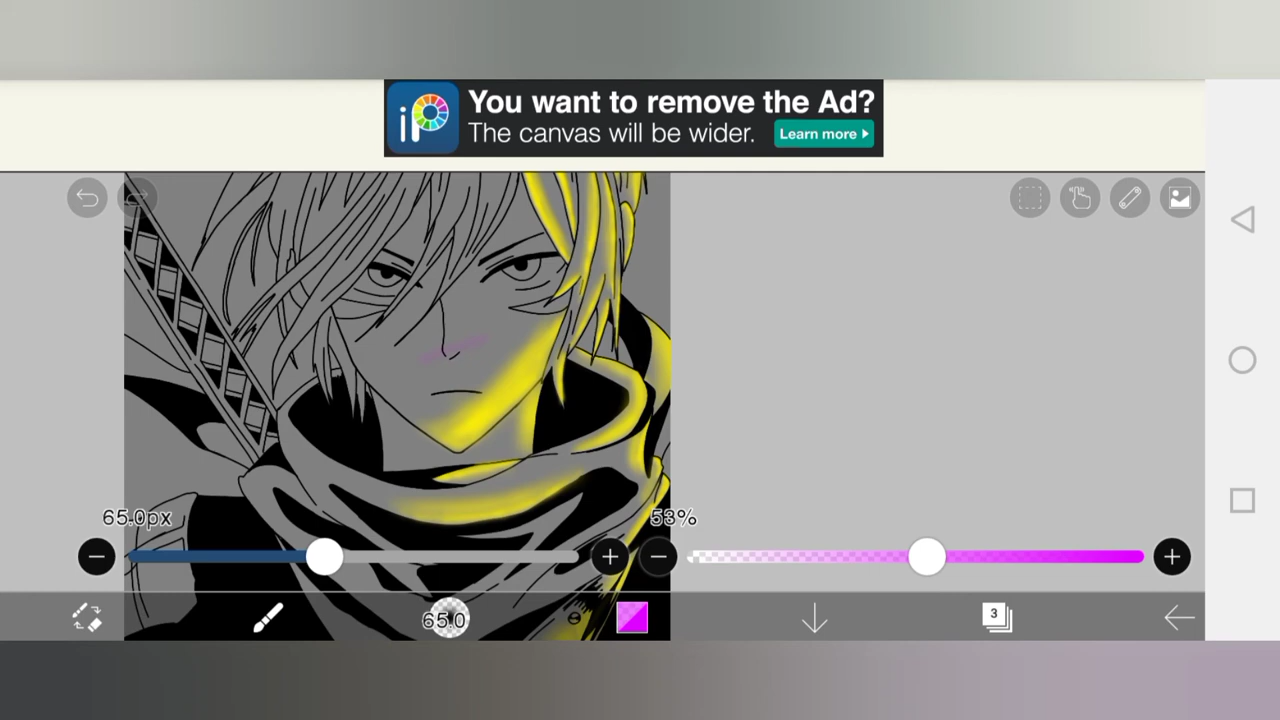 iP
You want to remove the Ad?
The canvas will be wider.
Learn more
65.0px
53%
65.0
3